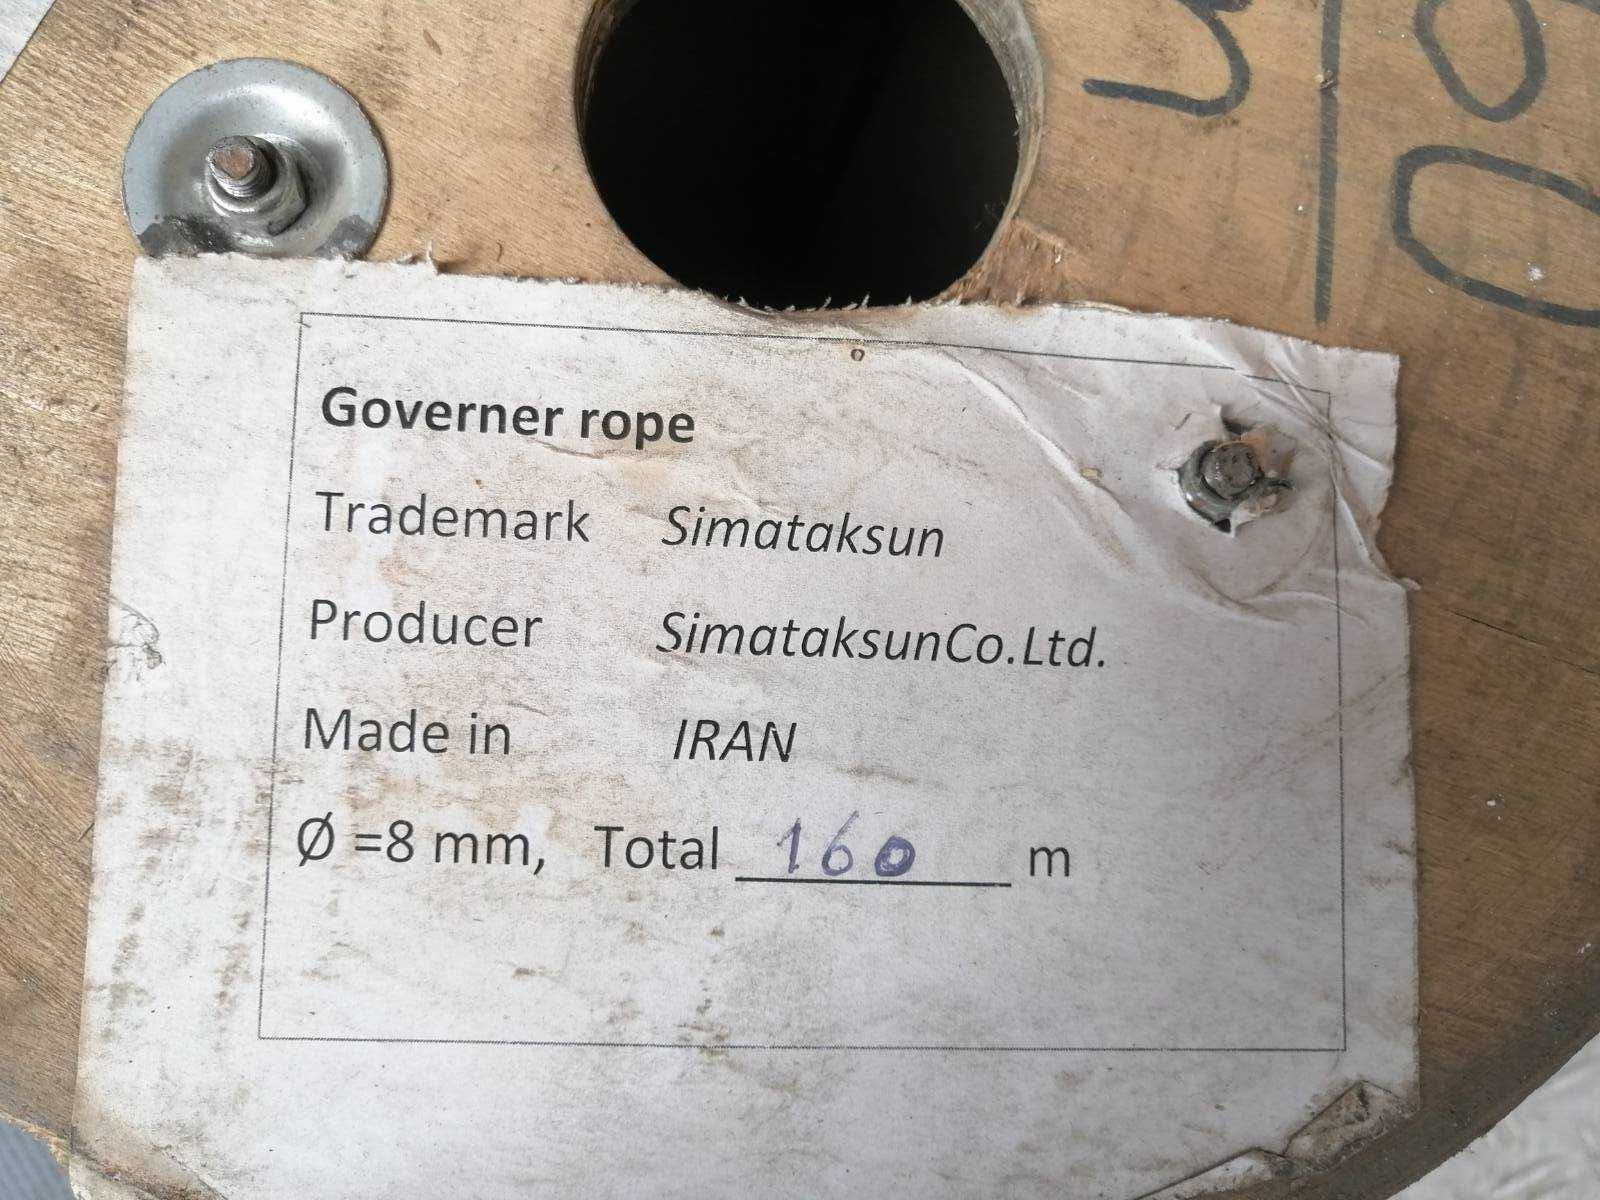 Governer rope
Trademark Simataksun
Producer SimataksunCo.Ltd.
Made in IRAN
Ø =8 mm, Total 160 m